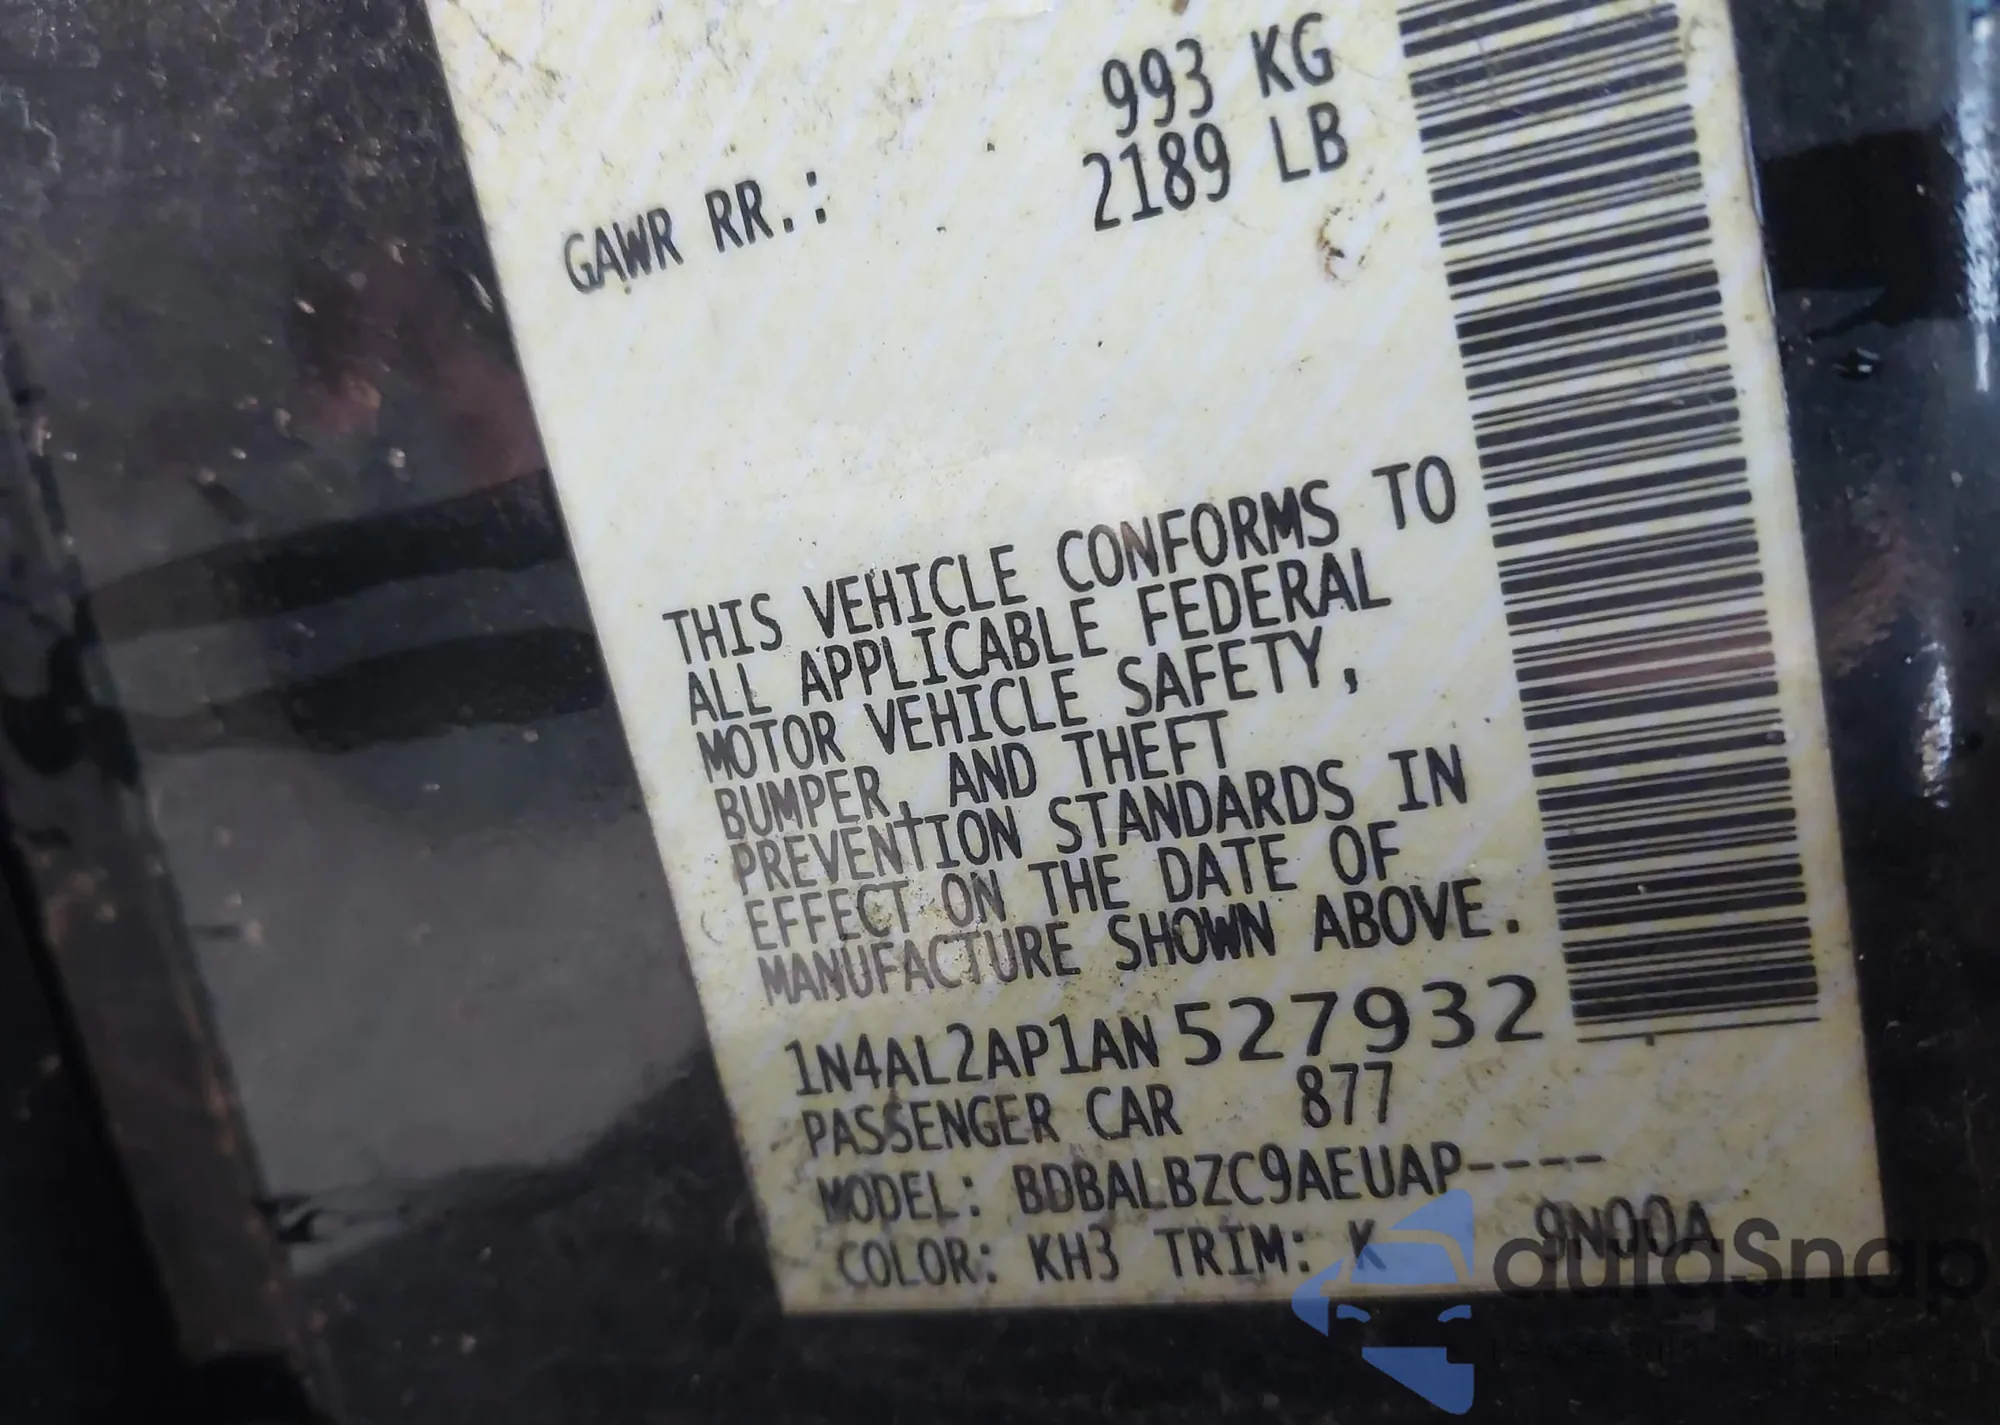 993 KG
GAWR RR.: 2189 LB
THIS VEHICLE CONFORMS TO
ALL APPLICABLE FEDERAL
MOTOR VEHICLE SAFETY,
BUMPER, AND THEFT
PREVENTION STANDARDS IN
EFFECT ON THE DATE OF
MANUFACTURE SHOWN ABOVE.
1N4AL2AP1AN527932
PASSENGER CAR 877
MODEL: BDBALBZC9AEUAP----
COLOR: KH3 TRIM: K 9N00A
autaSnap